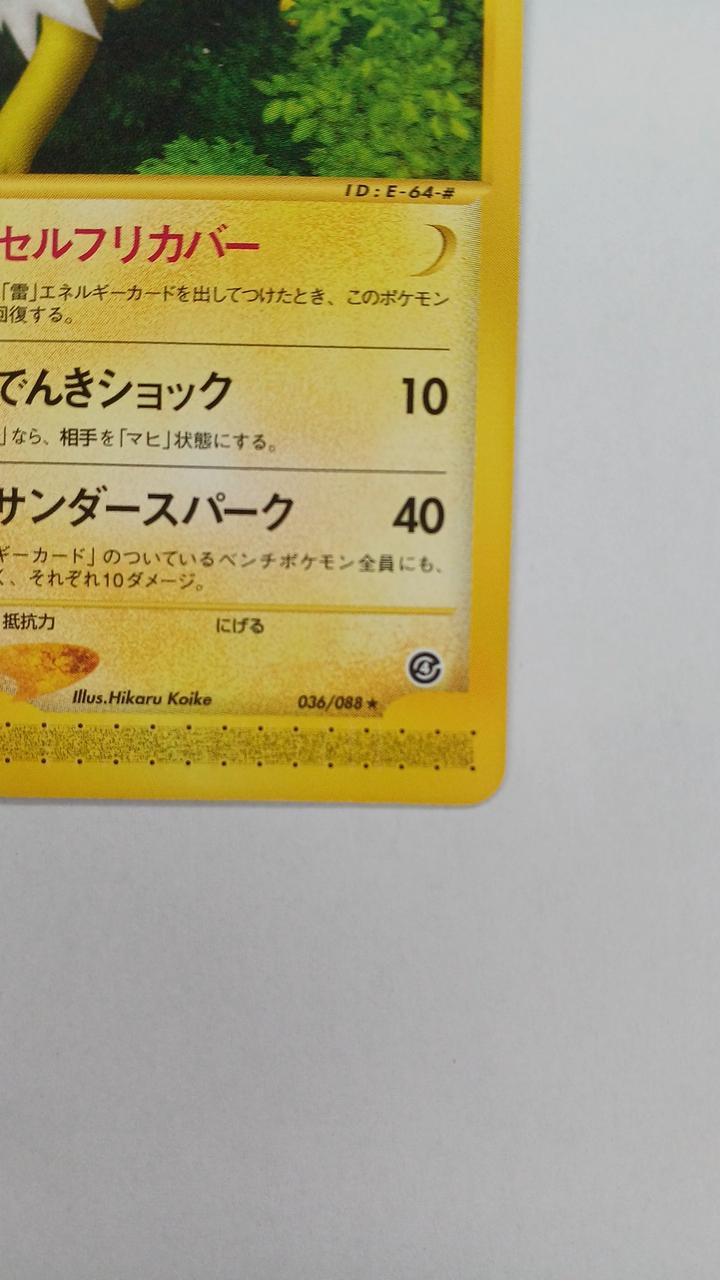 ID:E-64-#
セルフリカバー
「雷」エネルギーカードを出してつけたとき、このポケモン
回復する。
でんきショック 10
」なら、相手を「マヒ」状態にする。
サンダースパーク 40
ギーカード」のついているベンチポケモン全員にも、
く、それぞれ10ダメージ。
抵抗力 にげる
Illus.Hikaru Koike 036/088★